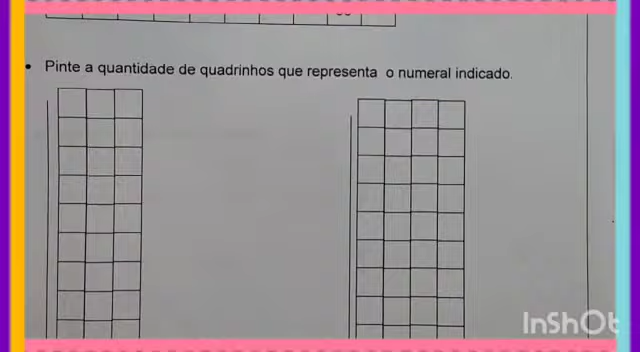 • Pinte a quantidade de quadrinhos que representa o numeral indicado.
InShOt